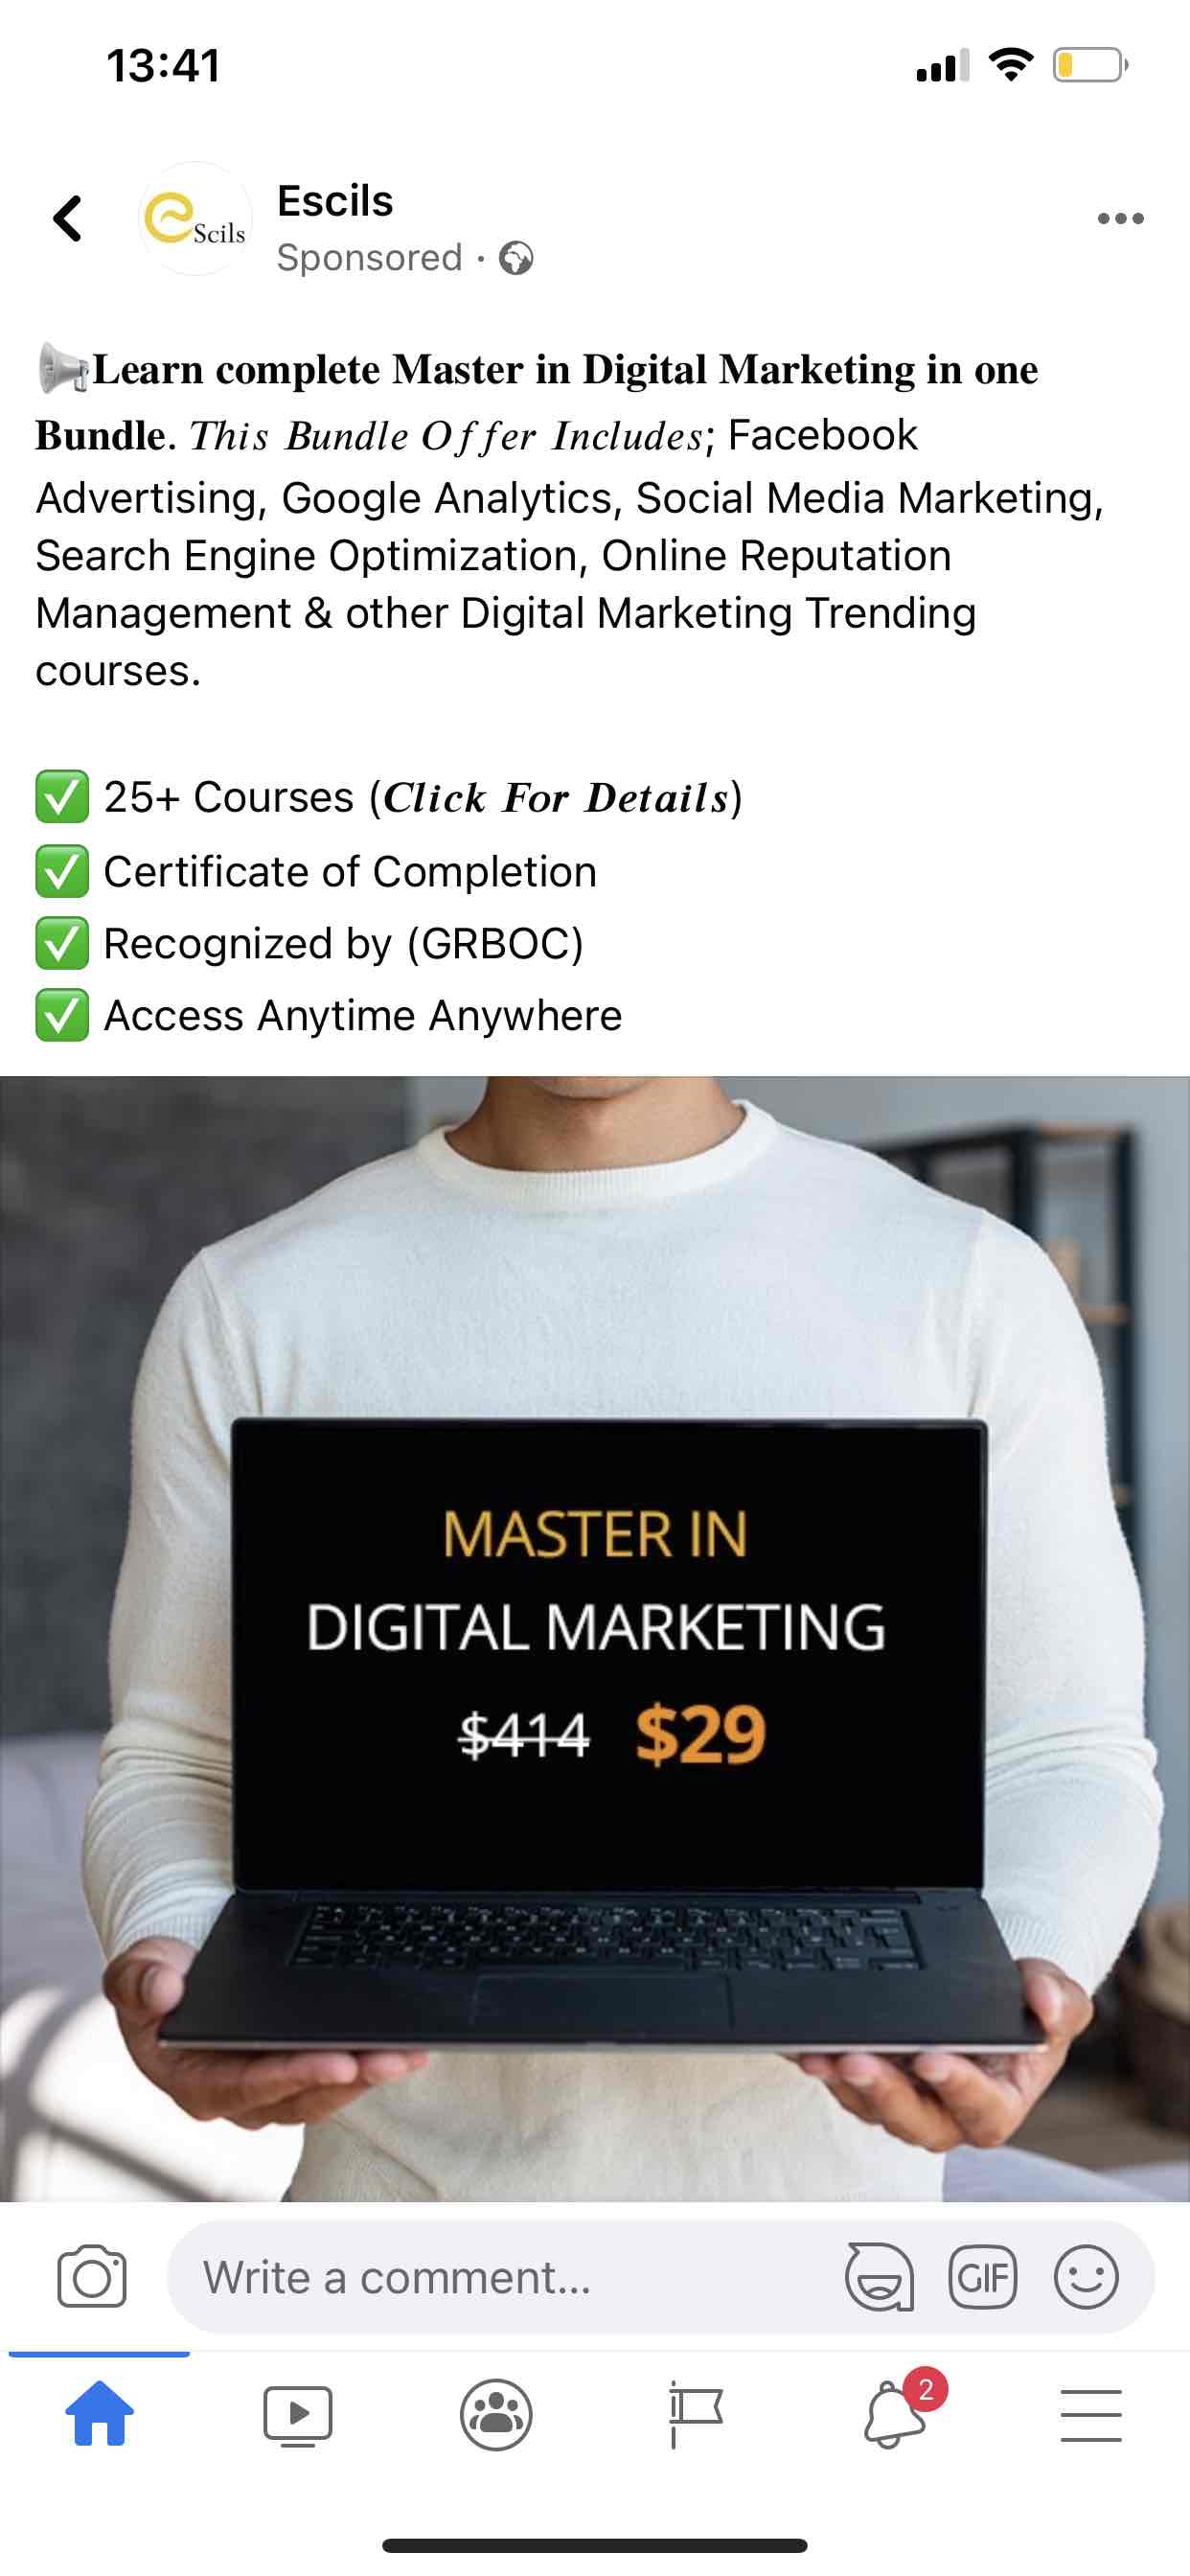 13:41
Scils
Escils
Sponsored ·
Learn complete Master in Digital Marketing in one
Bundle. This Bundle Offer Includes; Facebook
Advertising, Google Analytics, Social Media Marketing,
Search Engine Optimization, Online Reputation
Management & other Digital Marketing Trending
courses.
✅ 25+ Courses (Click For Details)
✅ Certificate of Completion
✅ Recognized by (GRBOC)
✅ Access Anytime Anywhere
MASTER IN
DIGITAL MARKETING
$414 $29
Write a comment...
GIF
2